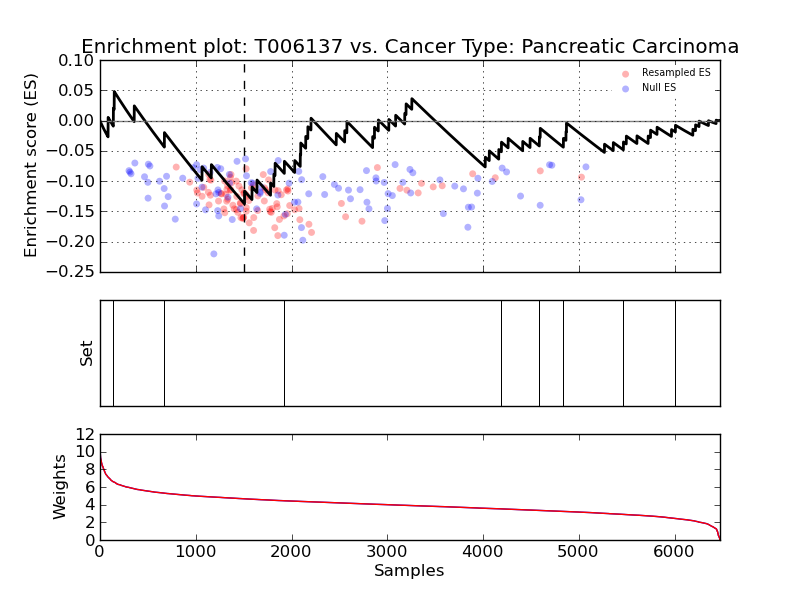 Enrichment plot: T006137 vs. Cancer Type: Pancreatic Carcinoma
Enrichment score (ES)
0.10
0.05
0.00
−0.05
−0.10
−0.15
−0.20
−0.25
Resampled ES
Null ES
Set
Weights
12
10
8
6
4
2
0
0 1000 2000 3000 4000 5000 6000
Samples